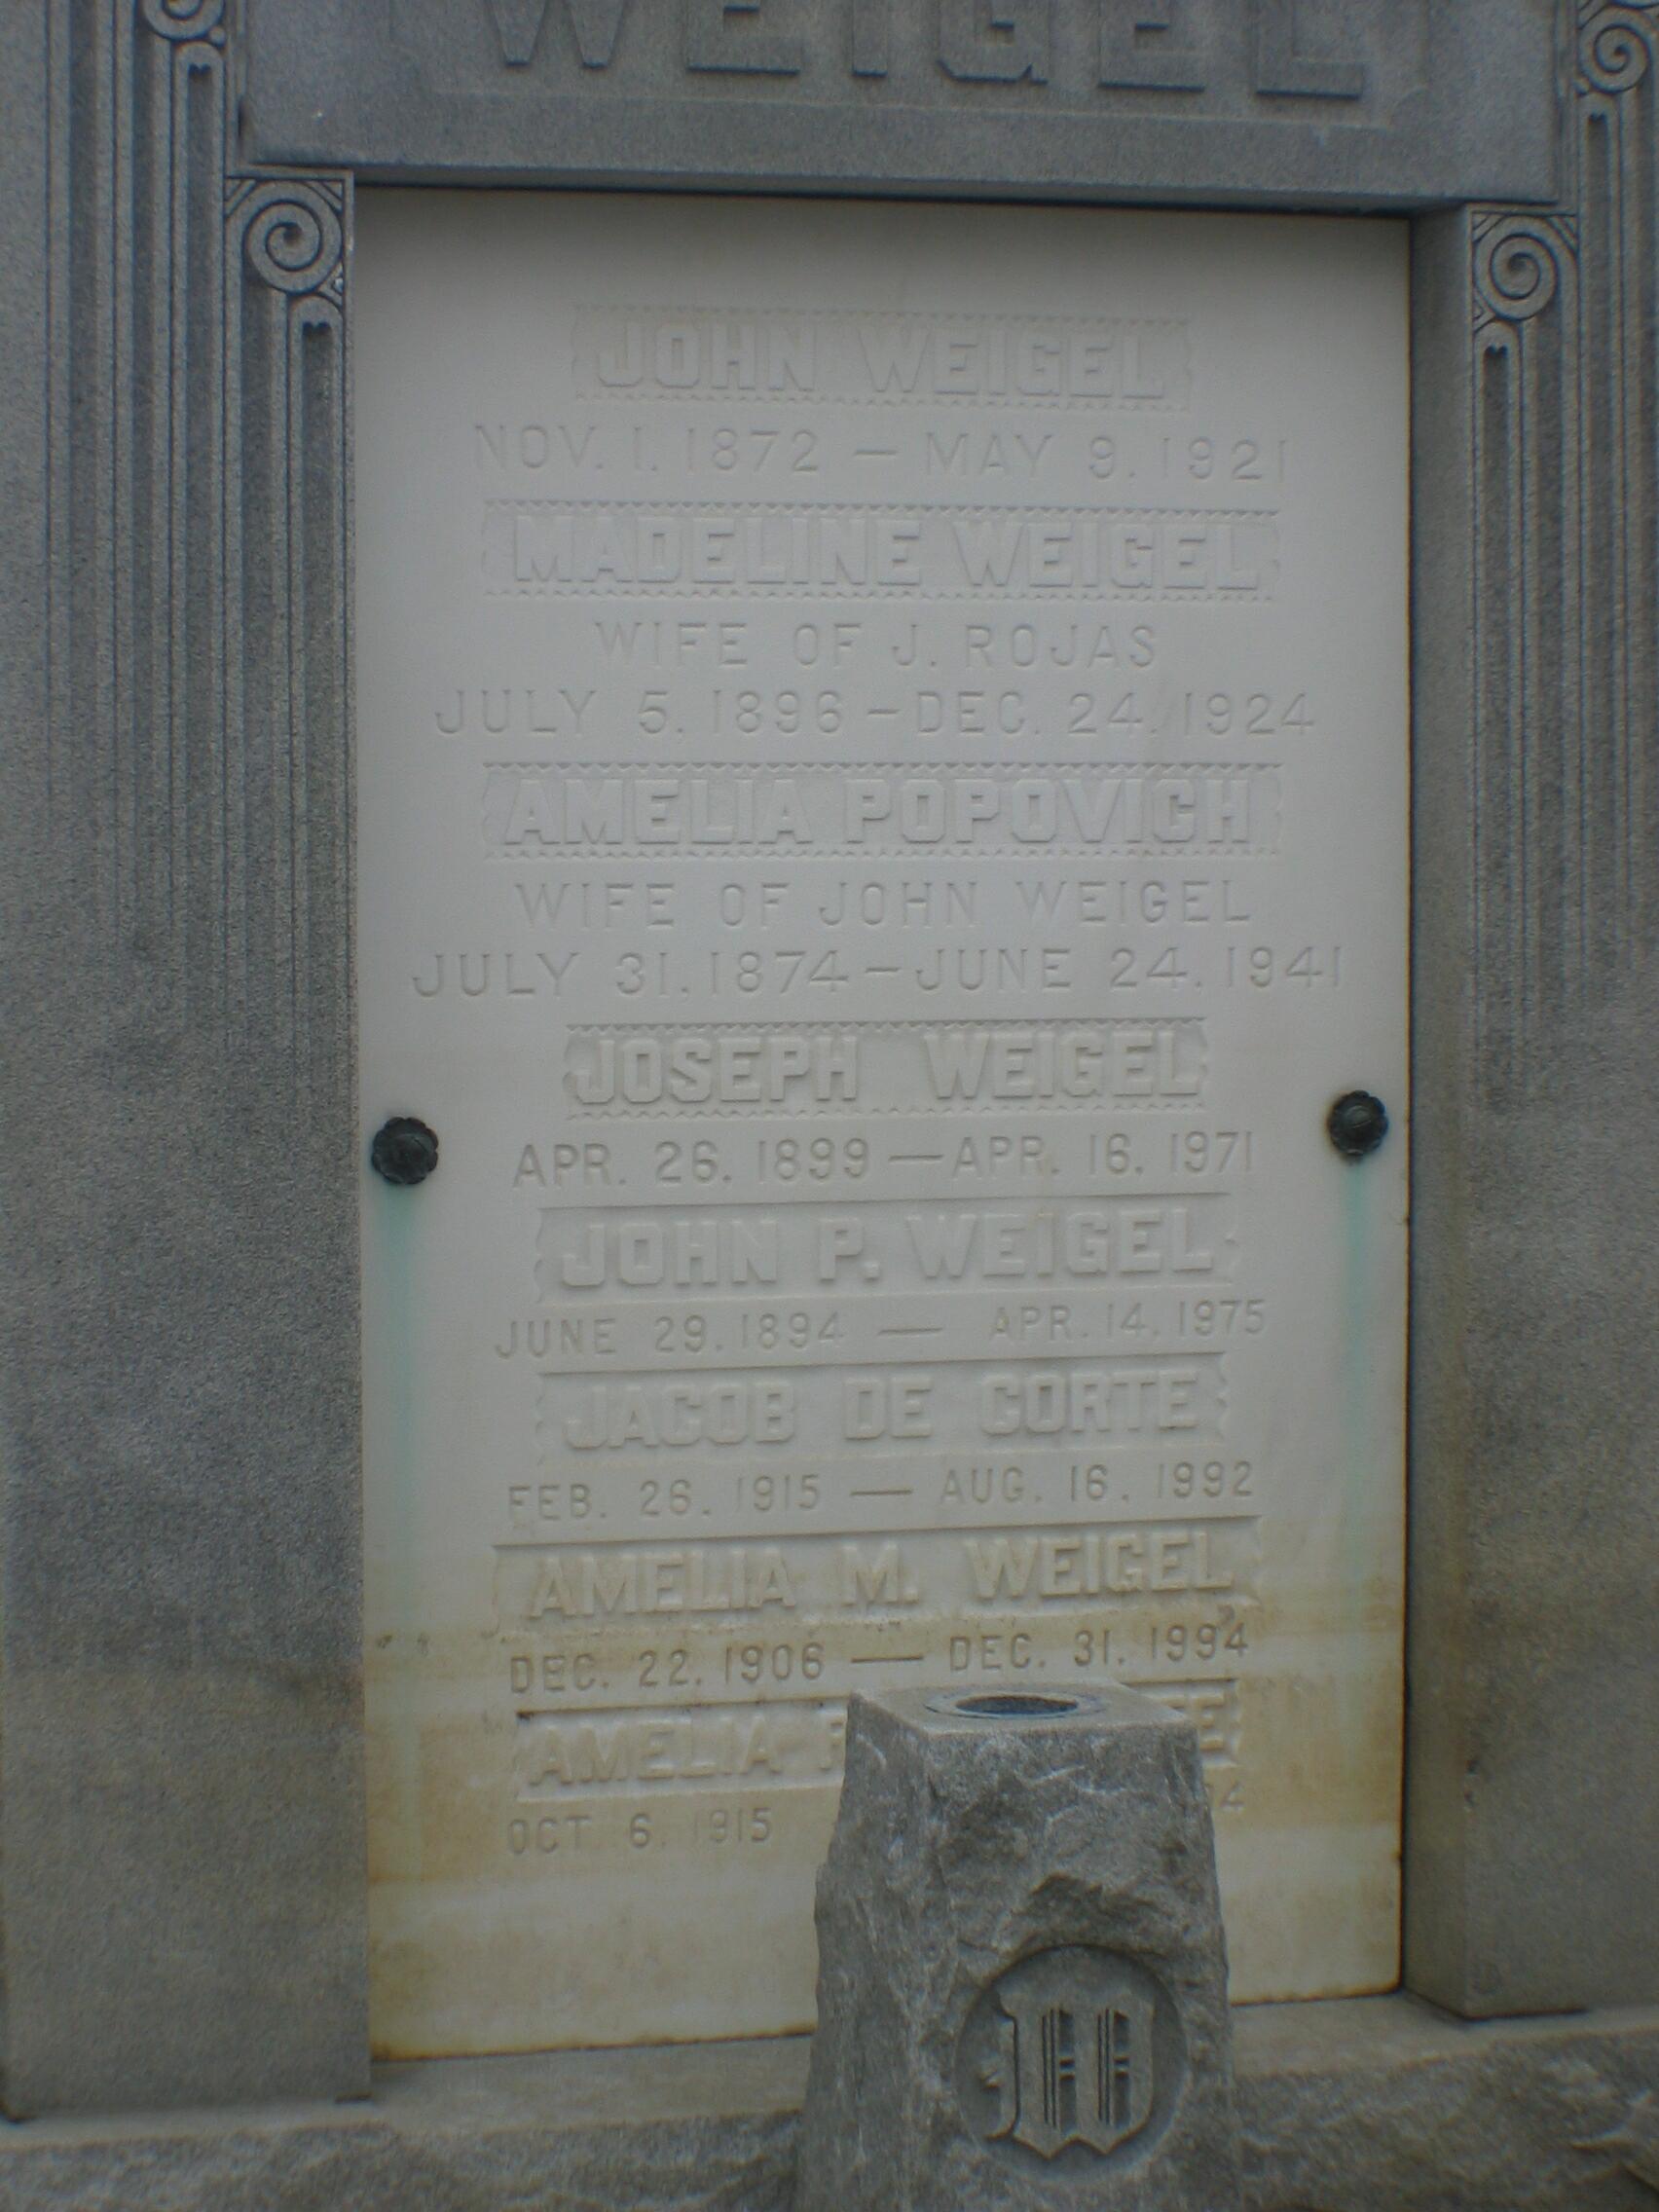 WEIGEL
JOHN WEIGEL
NOV. 1. 1872 — MAY 9. 1921
MADELINE WEIGEL
WIFE OF J. ROJAS
JULY 5. 1896 — DEC. 24. 1924
AMELIA POPOVICH
WIFE OF JOHN WEIGEL
JULY 31. 1874 — JUNE 24. 1941
JOSEPH WEIGEL
APR. 26. 1899 — APR. 16. 1971
JOHN P. WEIGEL
JUNE 29. 1894 — APR. 14. 1975
JACOB DE CORTE
FEB. 26. 1915 — AUG. 16. 1992
AMELIA M. WEIGEL
DEC. 22. 1906 — DEC. 31. 1994
AMELIA
OCT 6. 1915
W